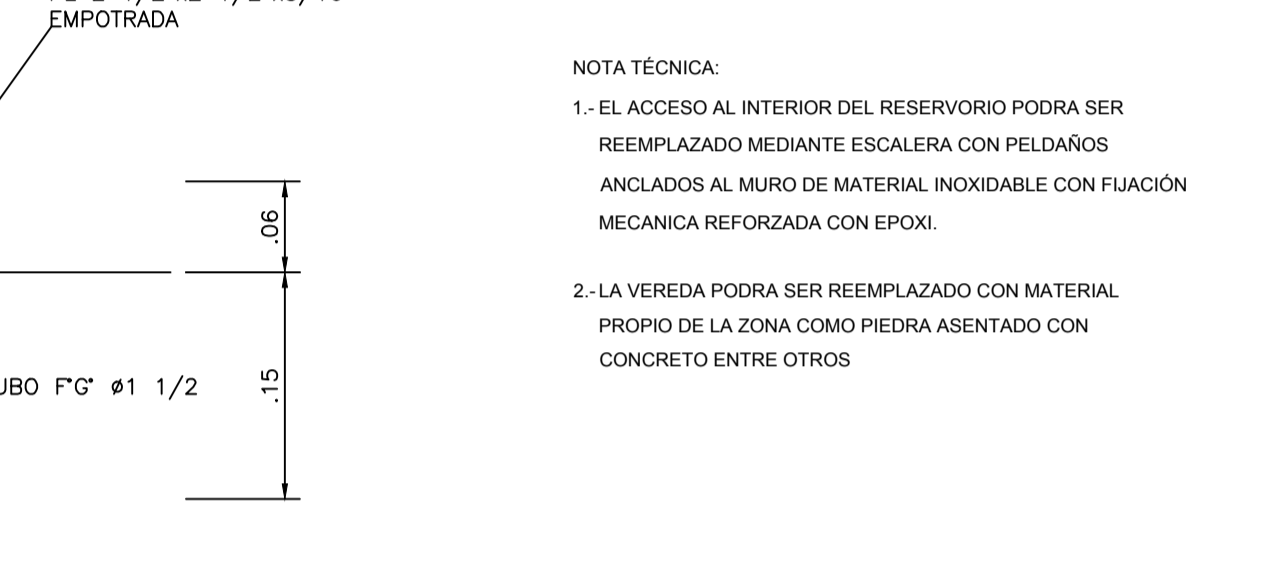 EMPOTRADA
.06
.15
Ø1 1/2
NOTA TÉCNICA:
1.- EL ACCESO AL INTERIOR DEL RESERVORIO PODRA SER
REEMPLAZADO MEDIANTE ESCALERA CON PELDAÑOS
ANCLADOS AL MURO DE MATERIAL INOXIDABLE CON FIJACIÓN
MECANICA REFORZADA CON EPOXI.
2.- LA VEREDA PODRA SER REEMPLAZADO CON MATERIAL
PROPIO DE LA ZONA COMO PIEDRA ASENTADO CON
CONCRETO ENTRE OTROS